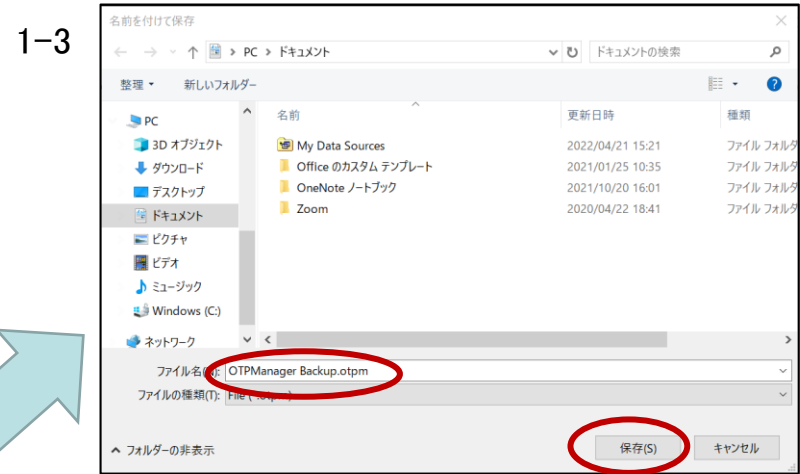 1-3
名前を付けて保存
PC > ドキュメント
ドキュメントの検索
整理
新しいフォルダー
名前 更新日時 種類
PC
3D オブジェクト
ダウンロード
デスクトップ
ドキュメント
ピクチャ
ビデオ
ミュージック
Windows (C:)
ネットワーク
My Data Sources 2022/04/21 15:21 ファイル フォルダ
Office のカスタム テンプレート 2021/01/25 10:35 ファイル フォルダ
OneNote ノートブック 2021/10/20 16:01 ファイル フォルダ
Zoom 2020/04/22 18:41 ファイル フォルダ
ファイル名(N): OTPManager Backup.otpm
ファイルの種類(T): File (*.otpm)
フォルダーの非表示
保存(S)
キャンセル